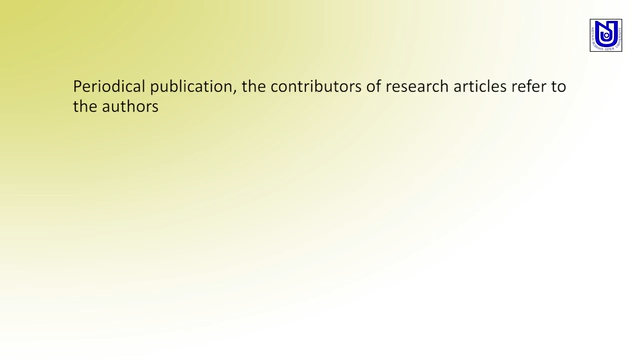 Periodical publication, the contributors of research articles refer to
the authors